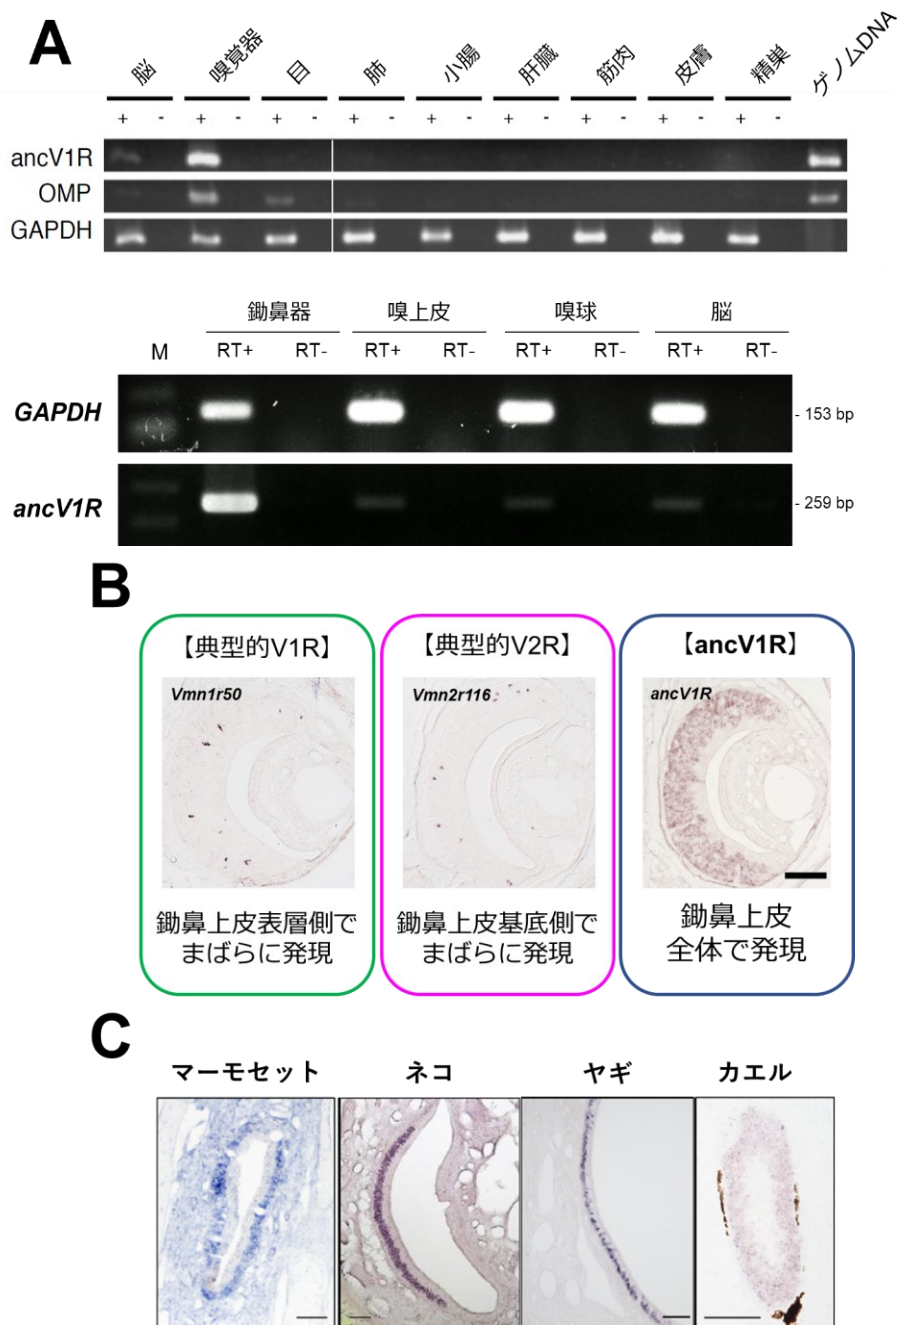 A
脳 嗅覚器 目 肺 小腸 肝臓 筋肉 皮膚 精巣 ゲノムDNA
+ - + - + - + - + - + - + - + - + -
ancV1R
OMP
GAPDH
鋤鼻器 嗅上皮 嗅球 脳
M RT+ RT- RT+ RT- RT+ RT- RT+ RT-
GAPDH - 153 bp
ancV1R - 259 bp
B
【典型的V1R】 【典型的V2R】 【ancV1R】
Vmn1r50 Vmn2r116 ancV1R
鋤鼻上皮表層側で
まばらに発現
鋤鼻上皮基底側で
まばらに発現
鋤鼻上皮
全体で発現
C
マーモセット ネコ ヤギ カエル